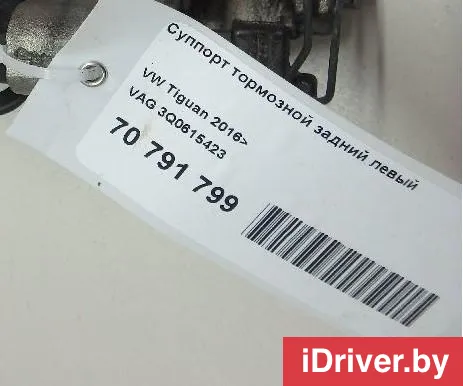 Суппорт тормозной задний левый
VW Tiguan 2016>
VAG 3Q0615423
70 791 799
iDriver.by